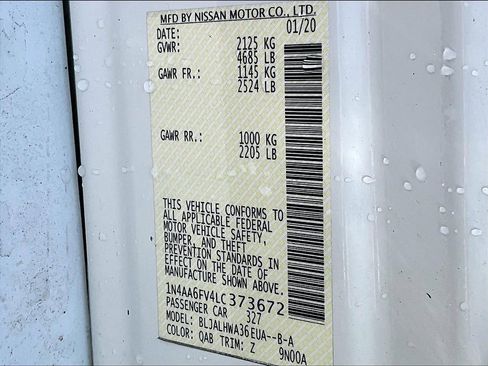 MFD BY NISSAN MOTOR CO., LTD.
DATE: 01/20
GVWR: 2125 KG
4685 LB
GAWR FR.: 1145 KG
2524 LB
GAWR RR.: 1000 KG
2205 LB
THIS VEHICLE CONFORMS TO
ALL APPLICABLE FEDERAL
MOTOR VEHICLE SAFETY,
BUMPER, AND THEFT
PREVENTION STANDARDS IN
EFFECT ON THE DATE OF
MANUFACTURE SHOWN ABOVE.
1N4AA6FV4LC373672
PASSENGER CAR 327
MODEL: BLJALHWA36EUA--B-A
COLOR: QAB TRIM: Z 9N00A